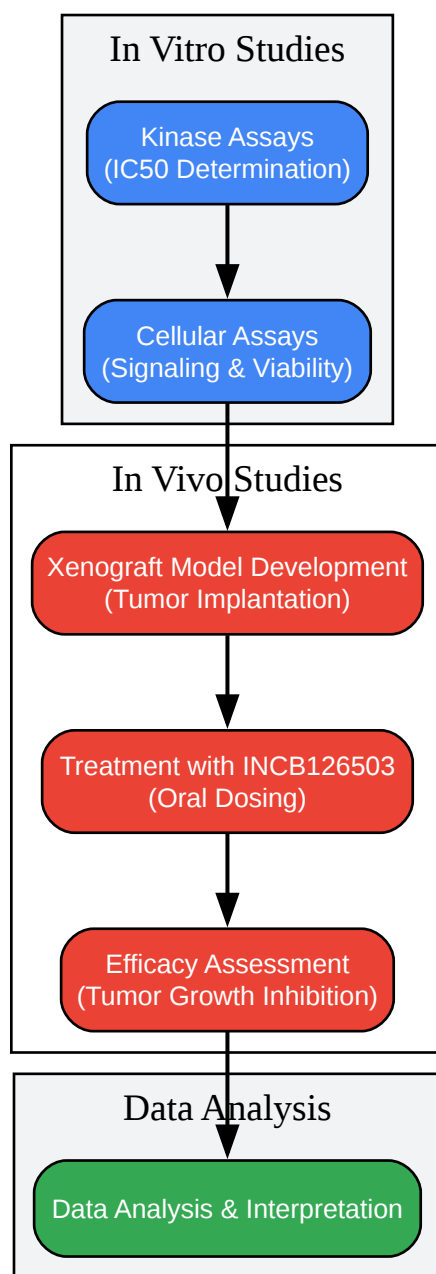 In Vitro Studies
Kinase Assays
(IC50 Determination)
Cellular Assays
(Signaling & Viability)
In Vivo Studies
Xenograft Model Development
(Tumor Implantation)
Treatment with INCB126503
(Oral Dosing)
Efficacy Assessment
(Tumor Growth Inhibition)
Data Analysis
Data Analysis & Interpretation